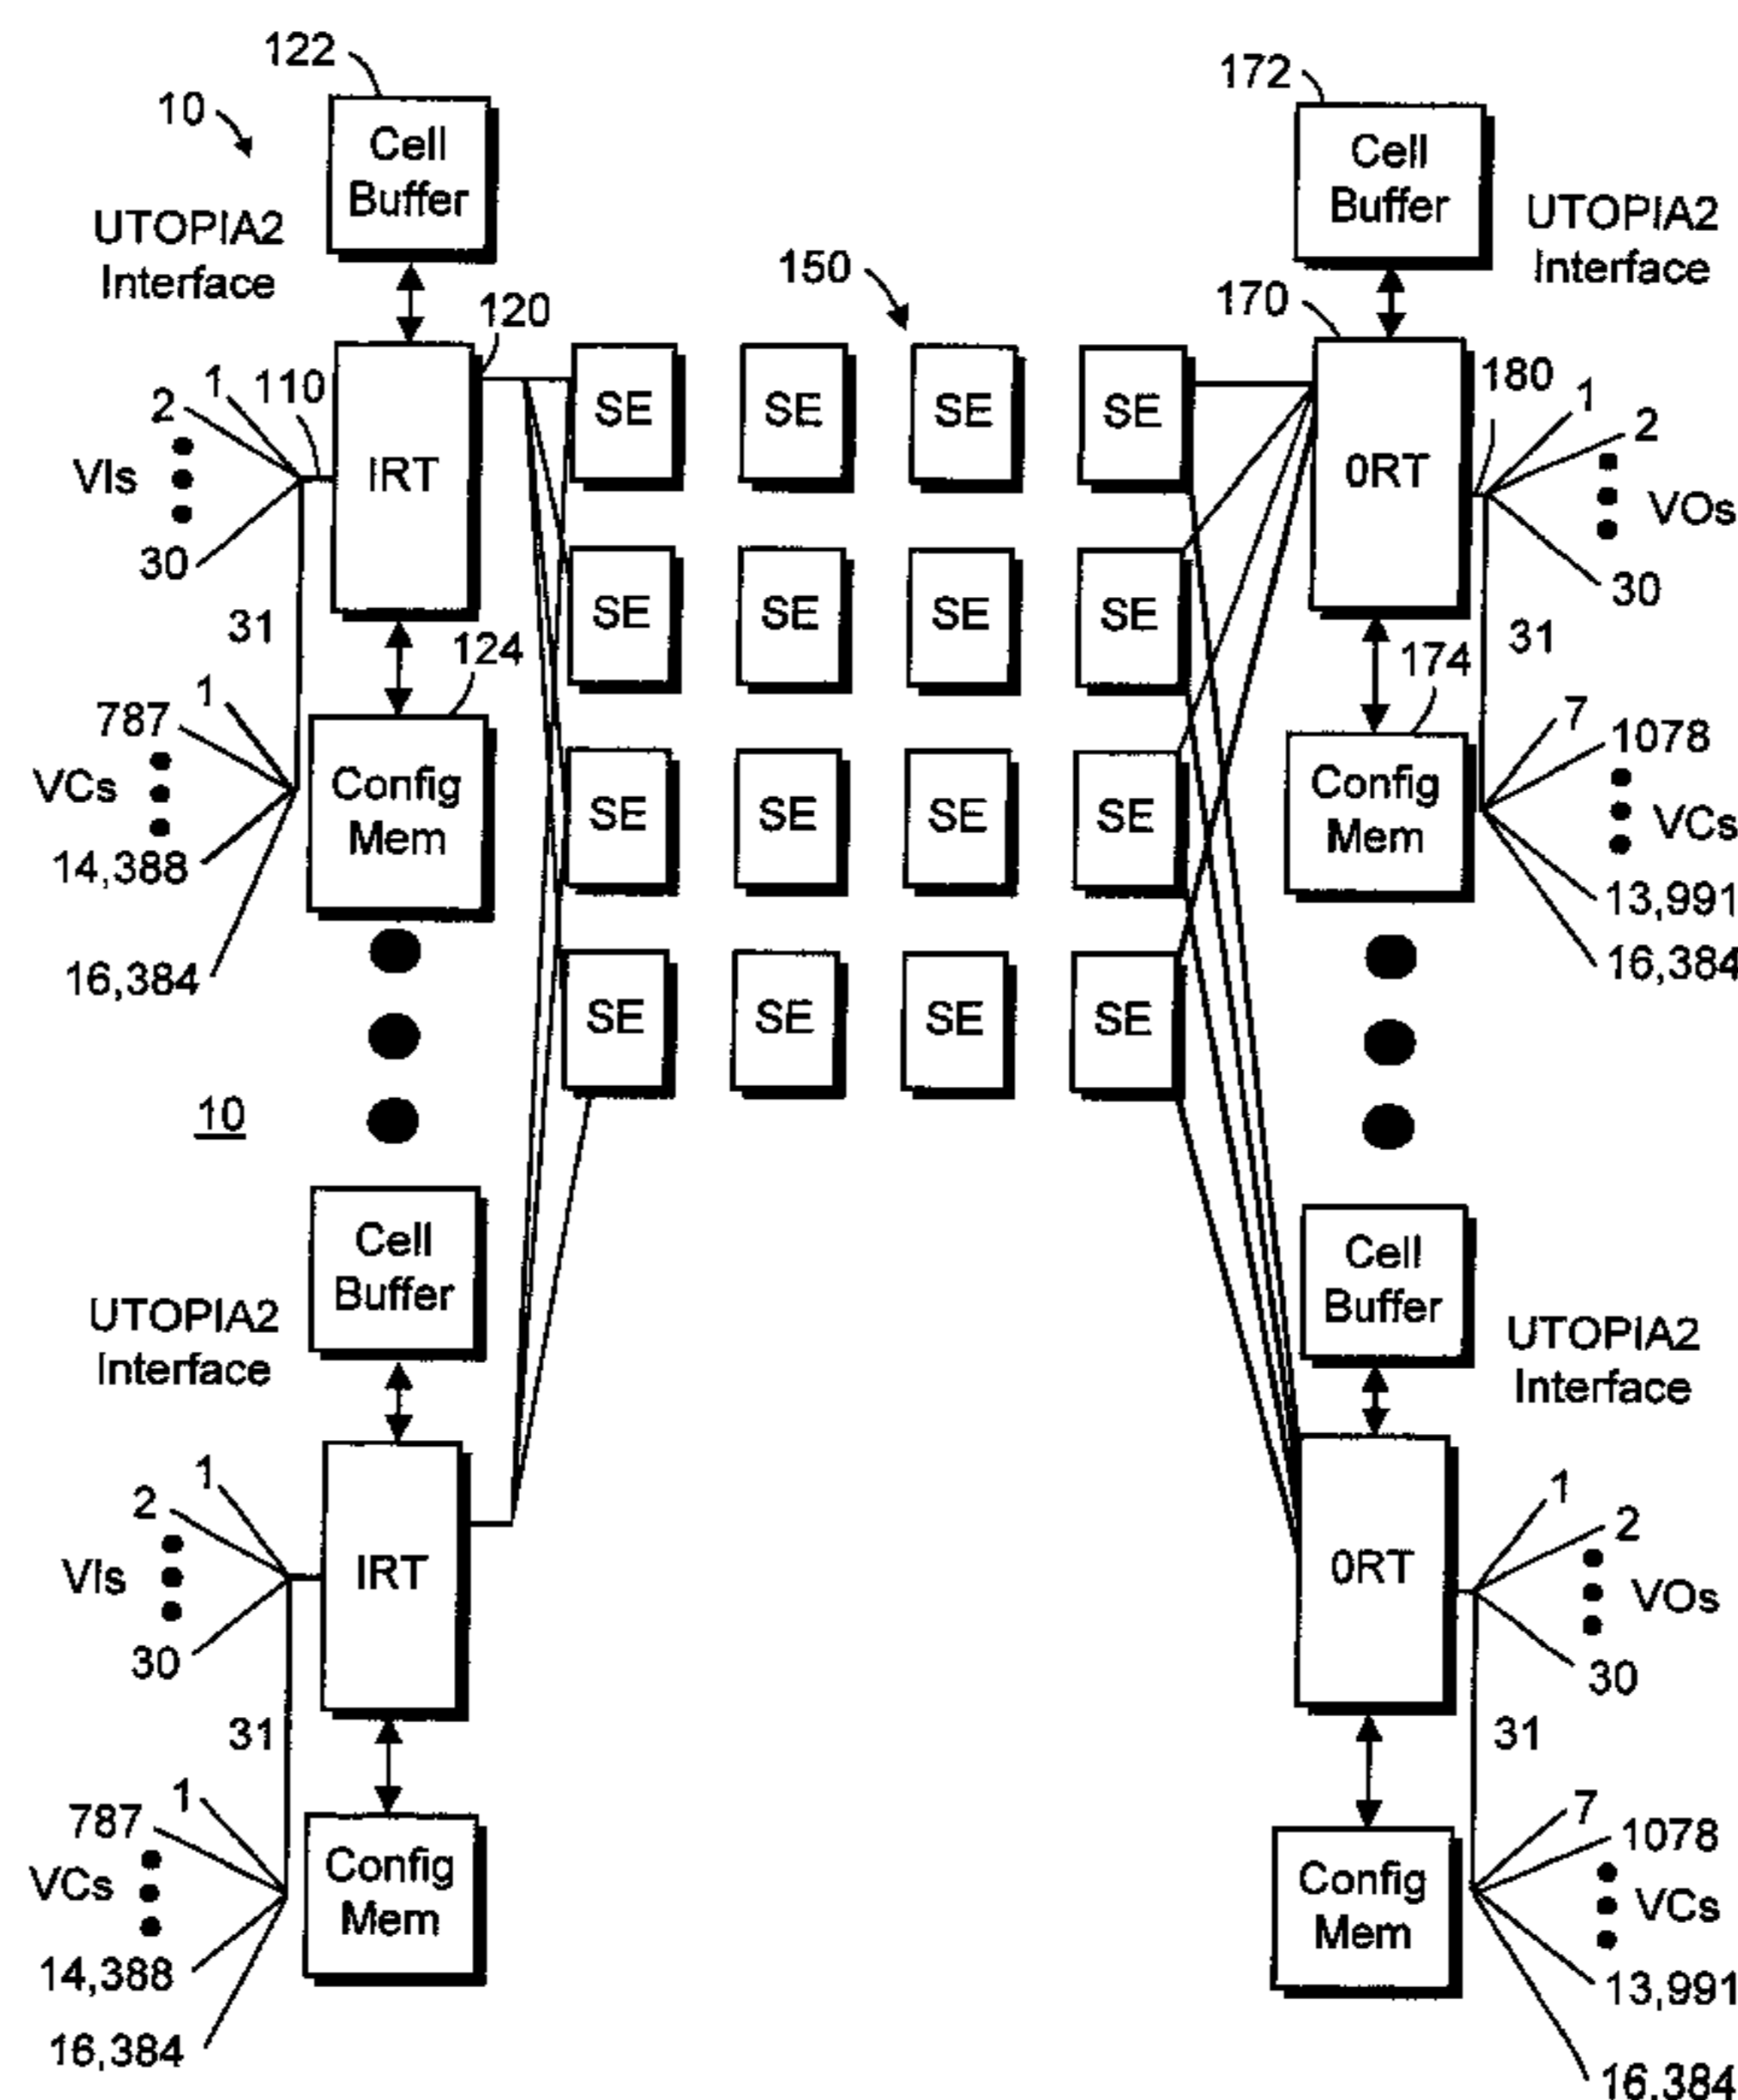 122
10
Cell
Buffer
UTOPIA2
Interface
172
Cell
Buffer
UTOPIA2
Interface
150
120
170
180
1
2
110
VIs
30
31
IRT
SE
SE
SE
SE
0RT
1
2
VOs
30
31
SE
SE
SE
SE
124
174
1
787
VCs
14,388
16,384
Config
Mem
SE
SE
SE
SE
Config
Mem
7
1078
VCs
13,991
16,384
SE
SE
SE
SE
10
Cell
Buffer
UTOPIA2
Interface
Cell
Buffer
UTOPIA2
Interface
1
2
VIs
30
31
IRT
0RT
1
2
VOs
30
31
1
787
VCs
14,388
16,384
Config
Mem
Config
Mem
7
1078
VCs
13,991
16,384